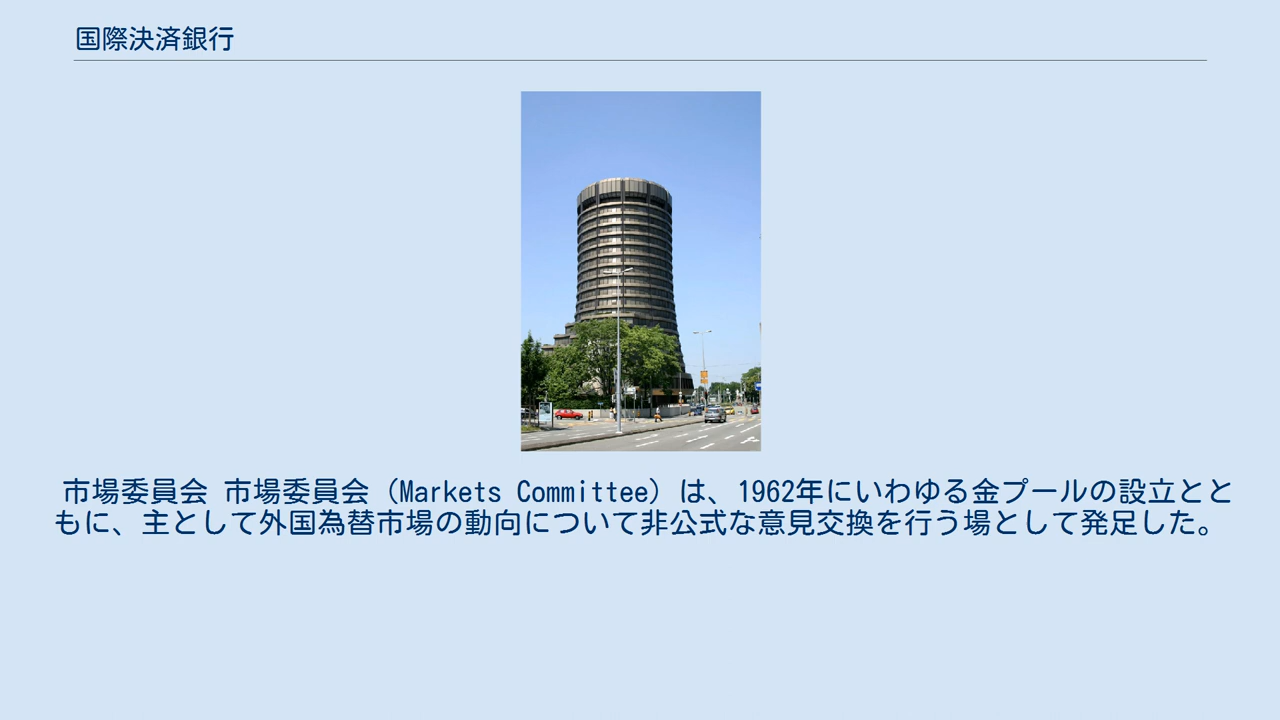 国際決済銀行
市場委員会 市場委員会（Markets Committee）は、1962年にいわゆる金プールの設立とと
もに、主として外国為替市場の動向について非公式な意見交換を行う場として発足した。